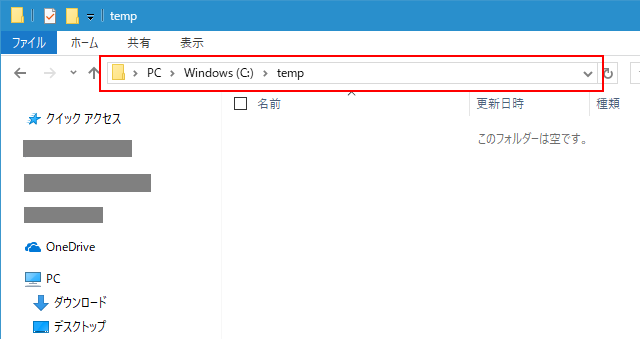 temp
ファイル ホーム 共有 表示
PC Windows (C:) temp
名前 更新日時 種類
このフォルダーは空です。
クイック アクセス
OneDrive
PC
ダウンロード
デスクトップ